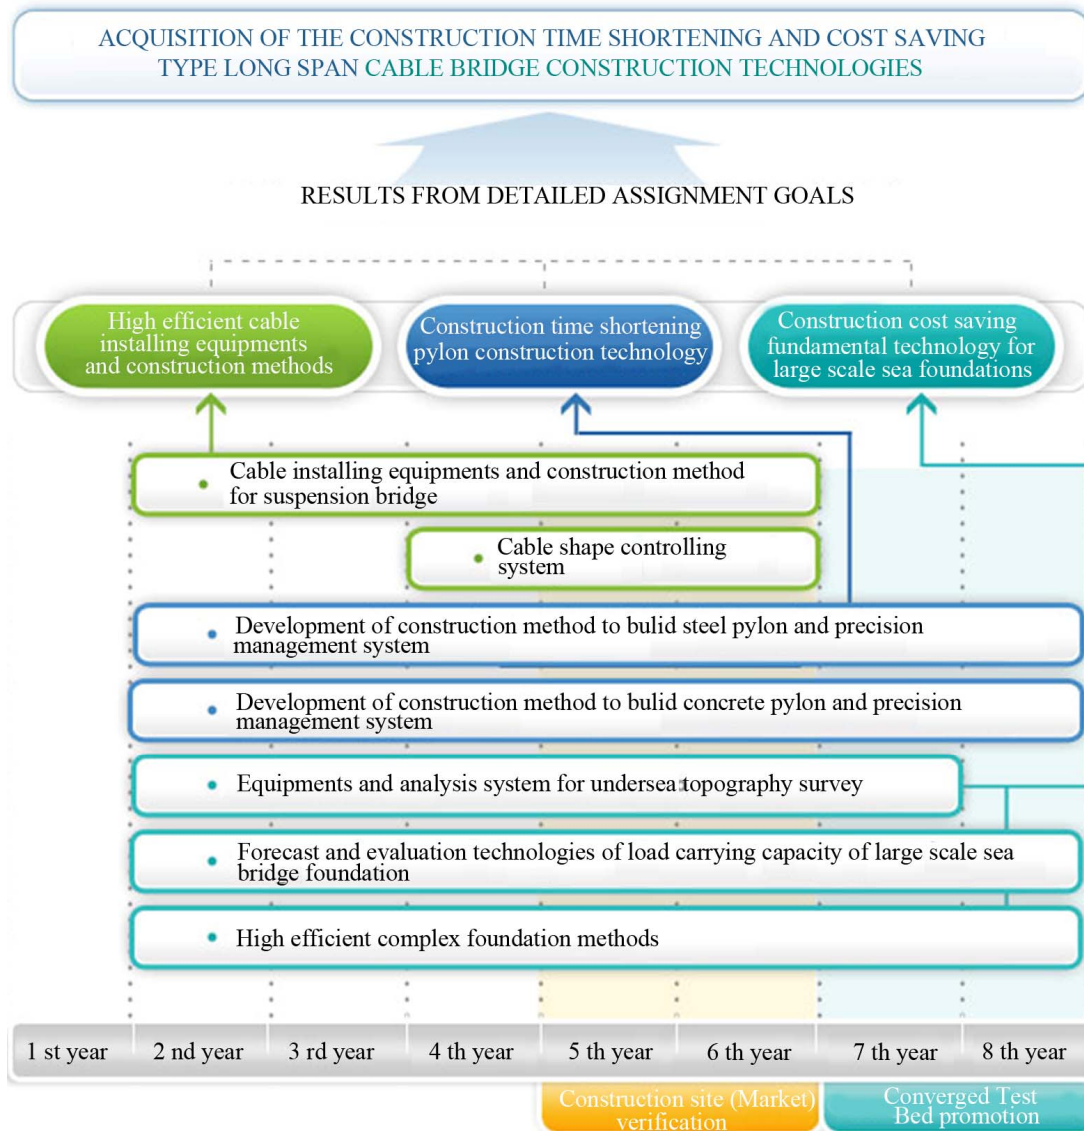 ACQUISITION OF THE CONSTRUCTION TIME SHORTENING AND COST SAVING
TYPE LONG SPAN CABLE BRIDGE CONSTRUCTION TECHNOLOGIES
RESULTS FROM DETAILED ASSIGNMENT GOALS
High efficient cable
installing equipments
and construction methods
Construction time shortening
pylon construction technology
Construction cost saving
fundamental technology for
large scale sea foundations
• Cable installing equipments and construction method
for suspension bridge
• Cable shape controlling
system
• Development of construction method to bulid steel pylon and precision
management system
• Development of construction method to bulid concrete pylon and precision
management system
• Equipments and analysis system for undersea topography survey
• Forecast and evaluation technologies of load carrying capacity of large scale sea
bridge foundation
• High efficient complex foundation methods
1 st year 2 nd year 3 rd year 4 th year 5 th year 6 th year 7 th year 8 th year
Construction site (Market)
verification
Converged Test
Bed promotion